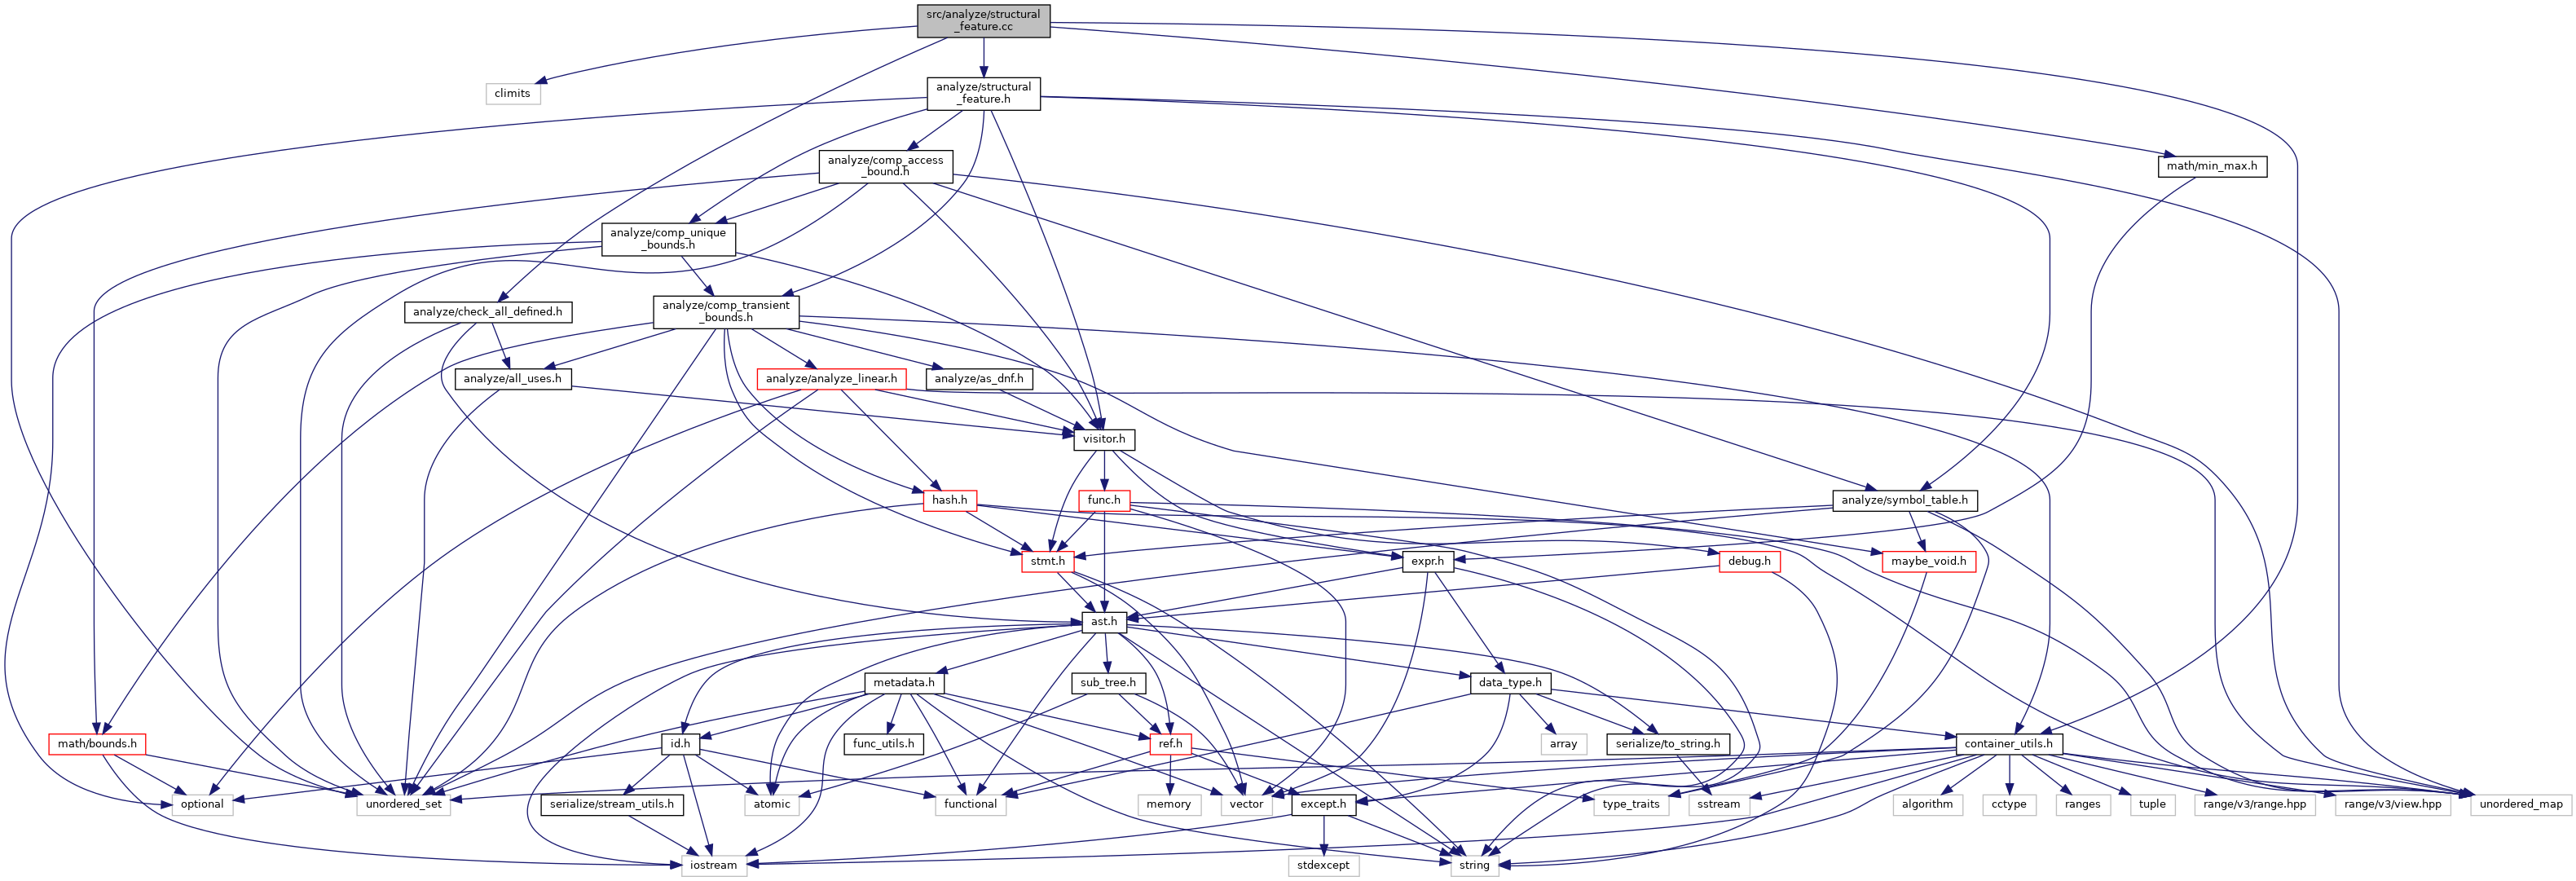 src/analyze/structural
_feature.cc
climits
analyze/structural
_feature.h
analyze/comp_access
_bound.h
math/min_max.h
analyze/comp_unique
_bounds.h
analyze/check_all_defined.h
analyze/comp_transient
_bounds.h
analyze/all_uses.h
analyze/analyze_linear.h
analyze/as_dnf.h
visitor.h
hash.h
func.h
analyze/symbol_table.h
stmt.h
expr.h
debug.h
maybe_void.h
ast.h
metadata.h
sub_tree.h
data_type.h
math/bounds.h
id.h
func_utils.h
ref.h
array
serialize/to_string.h
container_utils.h
optional
unordered_set
serialize/stream_utils.h
atomic
functional
memory
vector
except.h
type_traits
sstream
algorithm
cctype
ranges
tuple
range/v3/range.hpp
range/v3/view.hpp
unordered_map
iostream
stdexcept
string